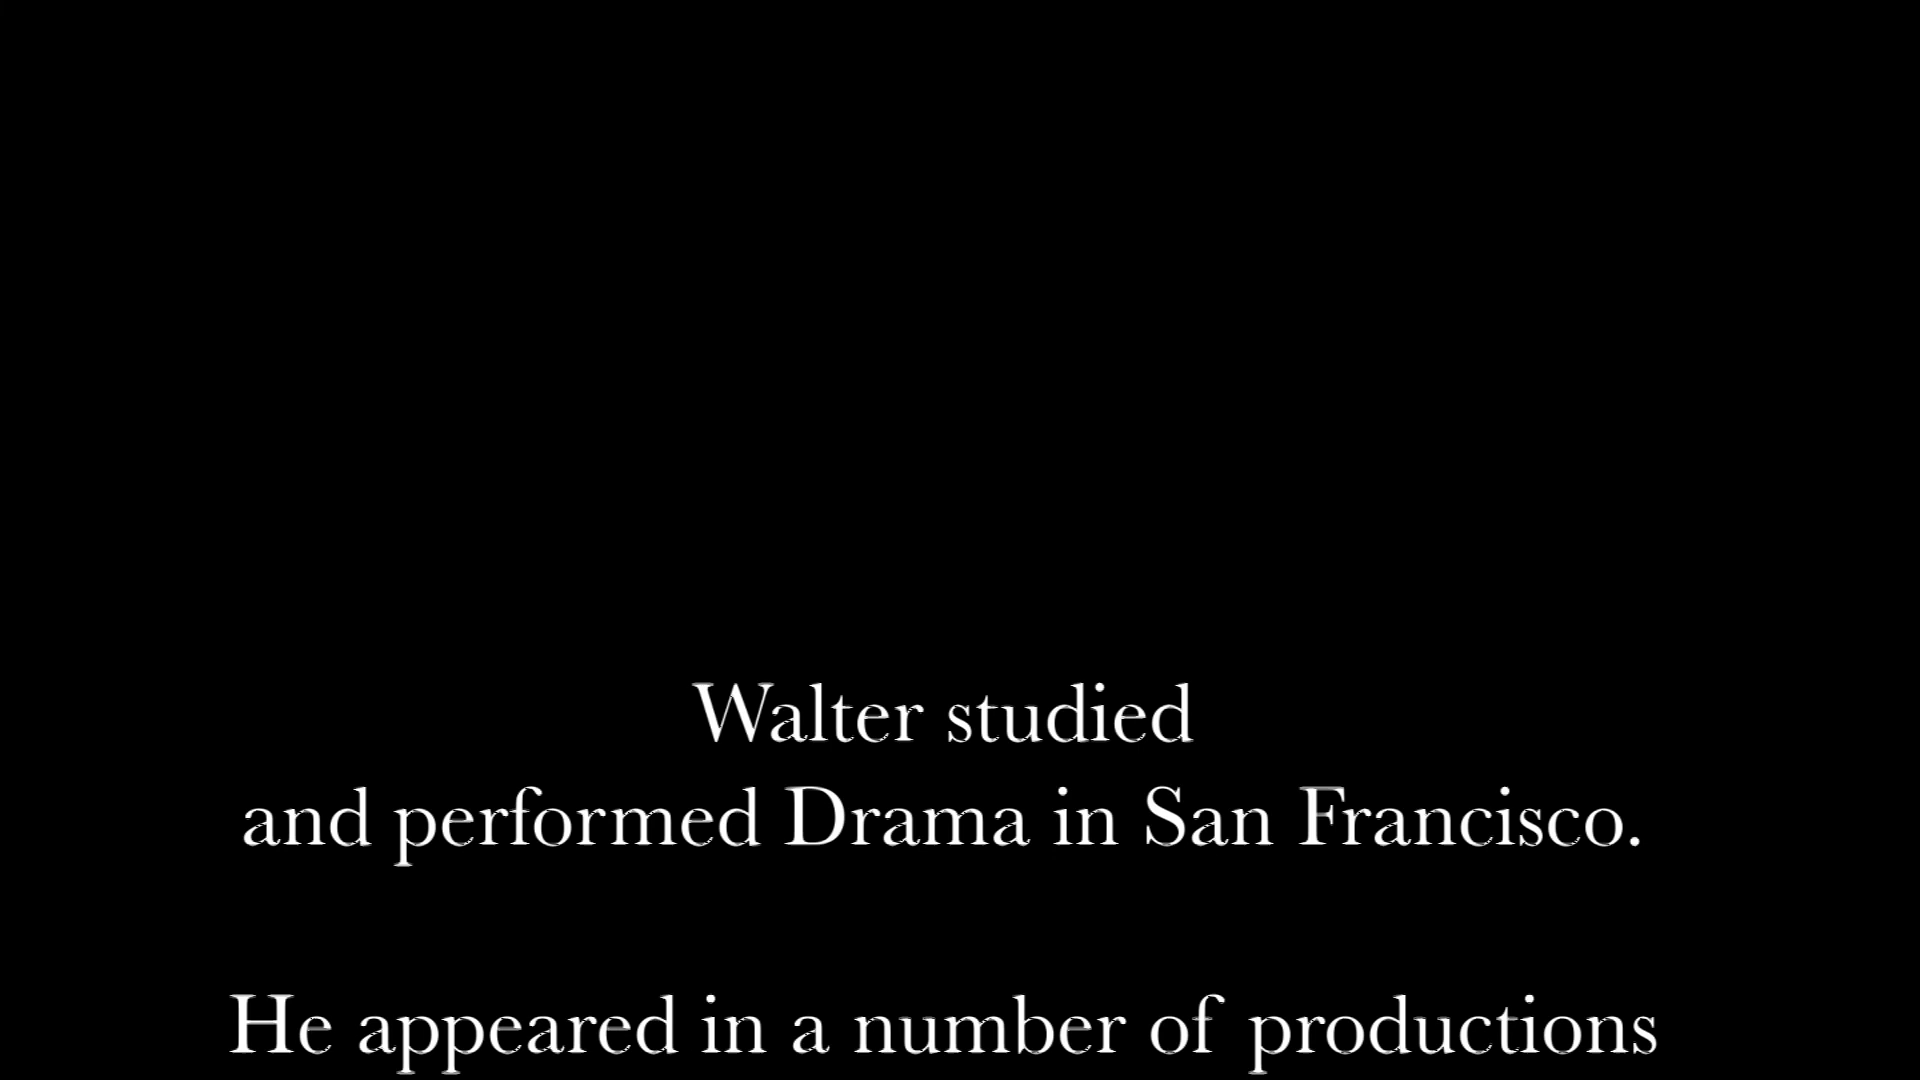 Walter studied
and performed Drama in San Francisco.
He appeared in a number of productions